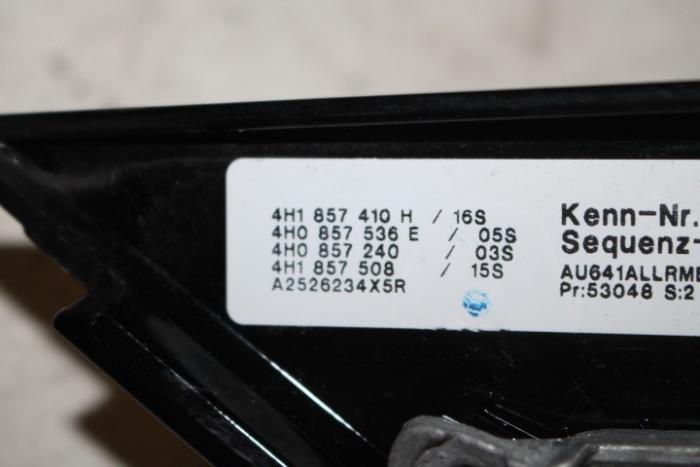 4H1 857 410 H / 16S
4H0 857 536 E / 05S
4H0 857 240 / 03S
4H1 857 508 / 15S
A2526234X5R
Kenn-Nr.
Sequenz-
AU641ALLRME
Pr:53048 S:2